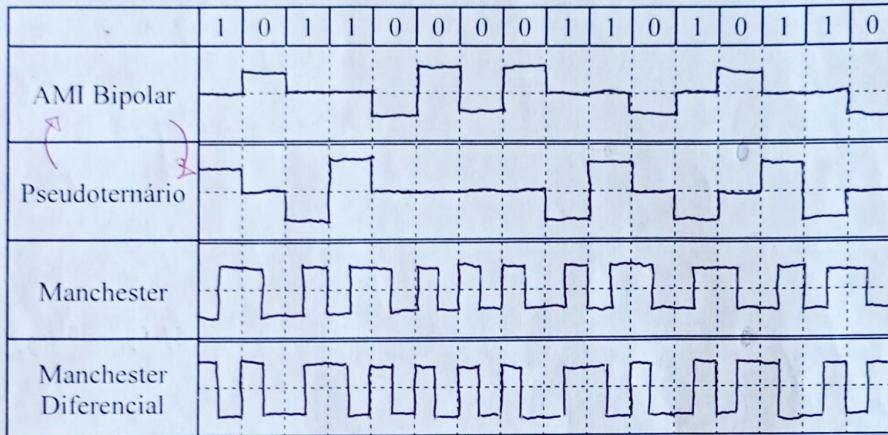 1 0 1 1 0 0 0 0 1 1 0 1 0 1 1 0
AMI Bipolar
Pseudoternário
Manchester
Manchester
Diferencial